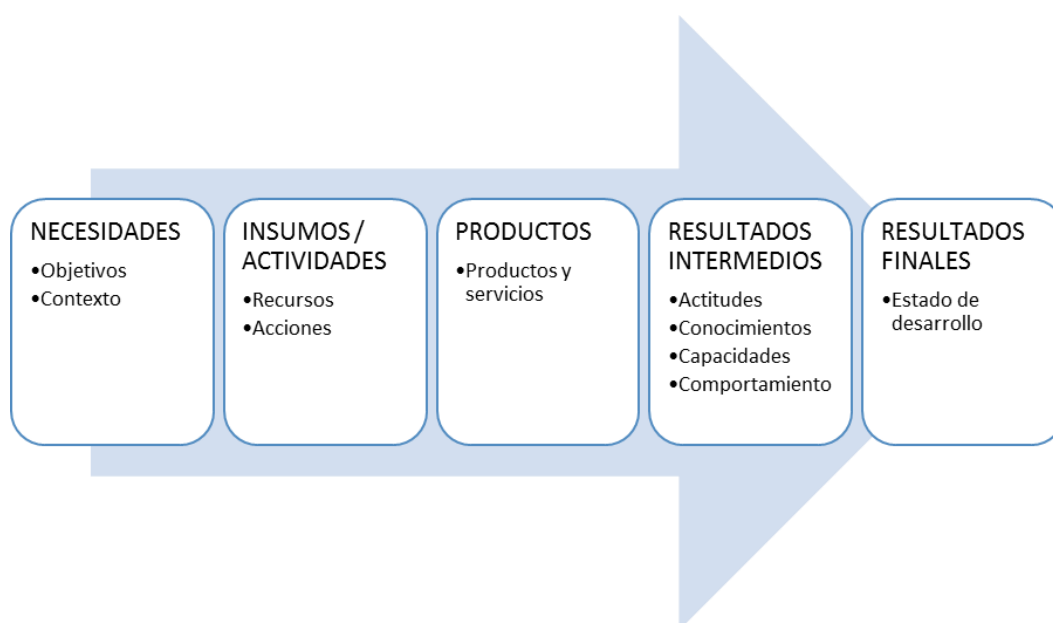 NECESIDADES
•Objetivos
•Contexto
INSUMOS /
ACTIVIDADES
•Recursos
•Acciones
PRODUCTOS
•Productos y
servicios
RESULTADOS
INTERMEDIOS
•Actitudes
•Conocimientos
•Capacidades
•Comportamiento
RESULTADOS
FINALES
•Estado de
desarrollo